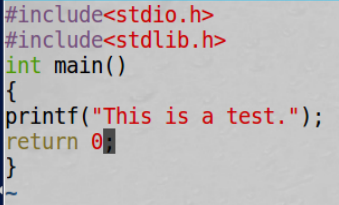 #include<stdio.h>
#include<stdlib.h>
int main()
{
printf("This is a test.");
return 0;
}
~